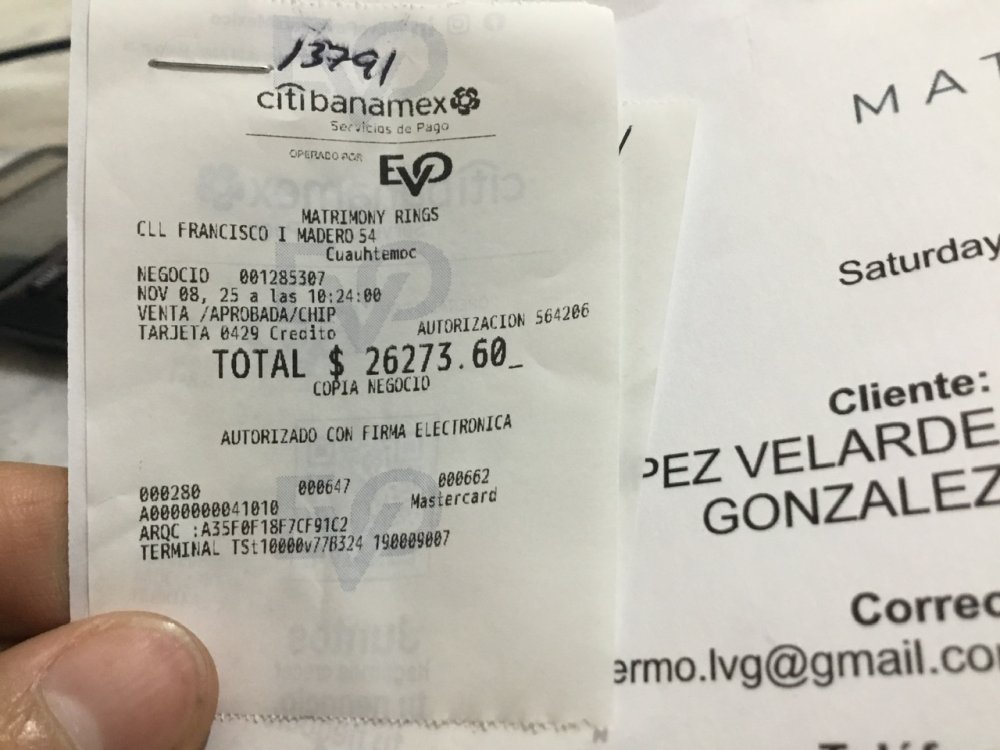 13791
citibanamex
Servicios de Pago
OPERADO POR EVO
MATRIMONY RINGS
CLL FRANCISCO I MADERO 54
Cuauhtemoc
NEGOCIO 001285307
NOV 08, 25 a las 10:24:00
VENTA /APROBADA/CHIP
TARJETA 0429 Credito AUTORIZACION 564206
TOTAL $ 26273.60_
COPIA NEGOCIO
AUTORIZADO CON FIRMA ELECTRONICA
000280 000647 000662
A0000000041010 Mastercard
ARQC :A35F0F18F7CF91C2
TERMINAL TSt10000v77B324 190009007
MAT
Saturday
Cliente:
PEZ VELARDE
GONZALEZ
Correo
ermo.lvg@gmail.co